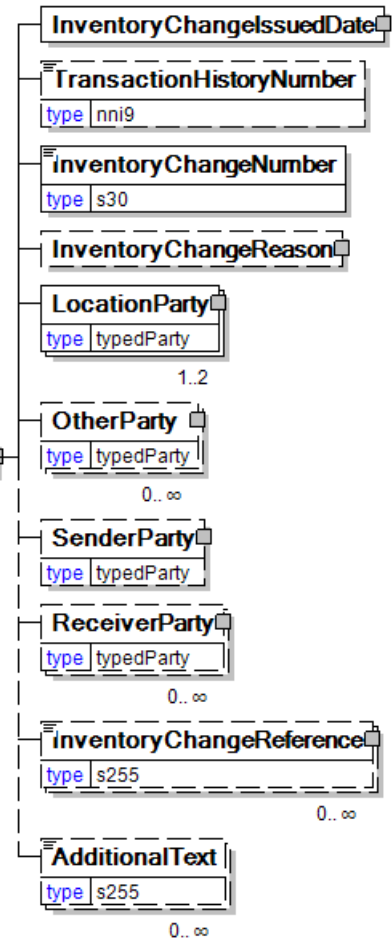 InventoryChangeIssuedDate
TransactionHistoryNumber
type nni9
InventoryChangeNumber
type s30
InventoryChangeReason
LocationParty
type typedParty
1..2
OtherParty
type typedParty
0.. ∞
SenderParty
type typedParty
ReceiverParty
type typedParty
0.. ∞
InventoryChangeReference
type s255
0.. ∞
AdditionalText
type s255
0.. ∞